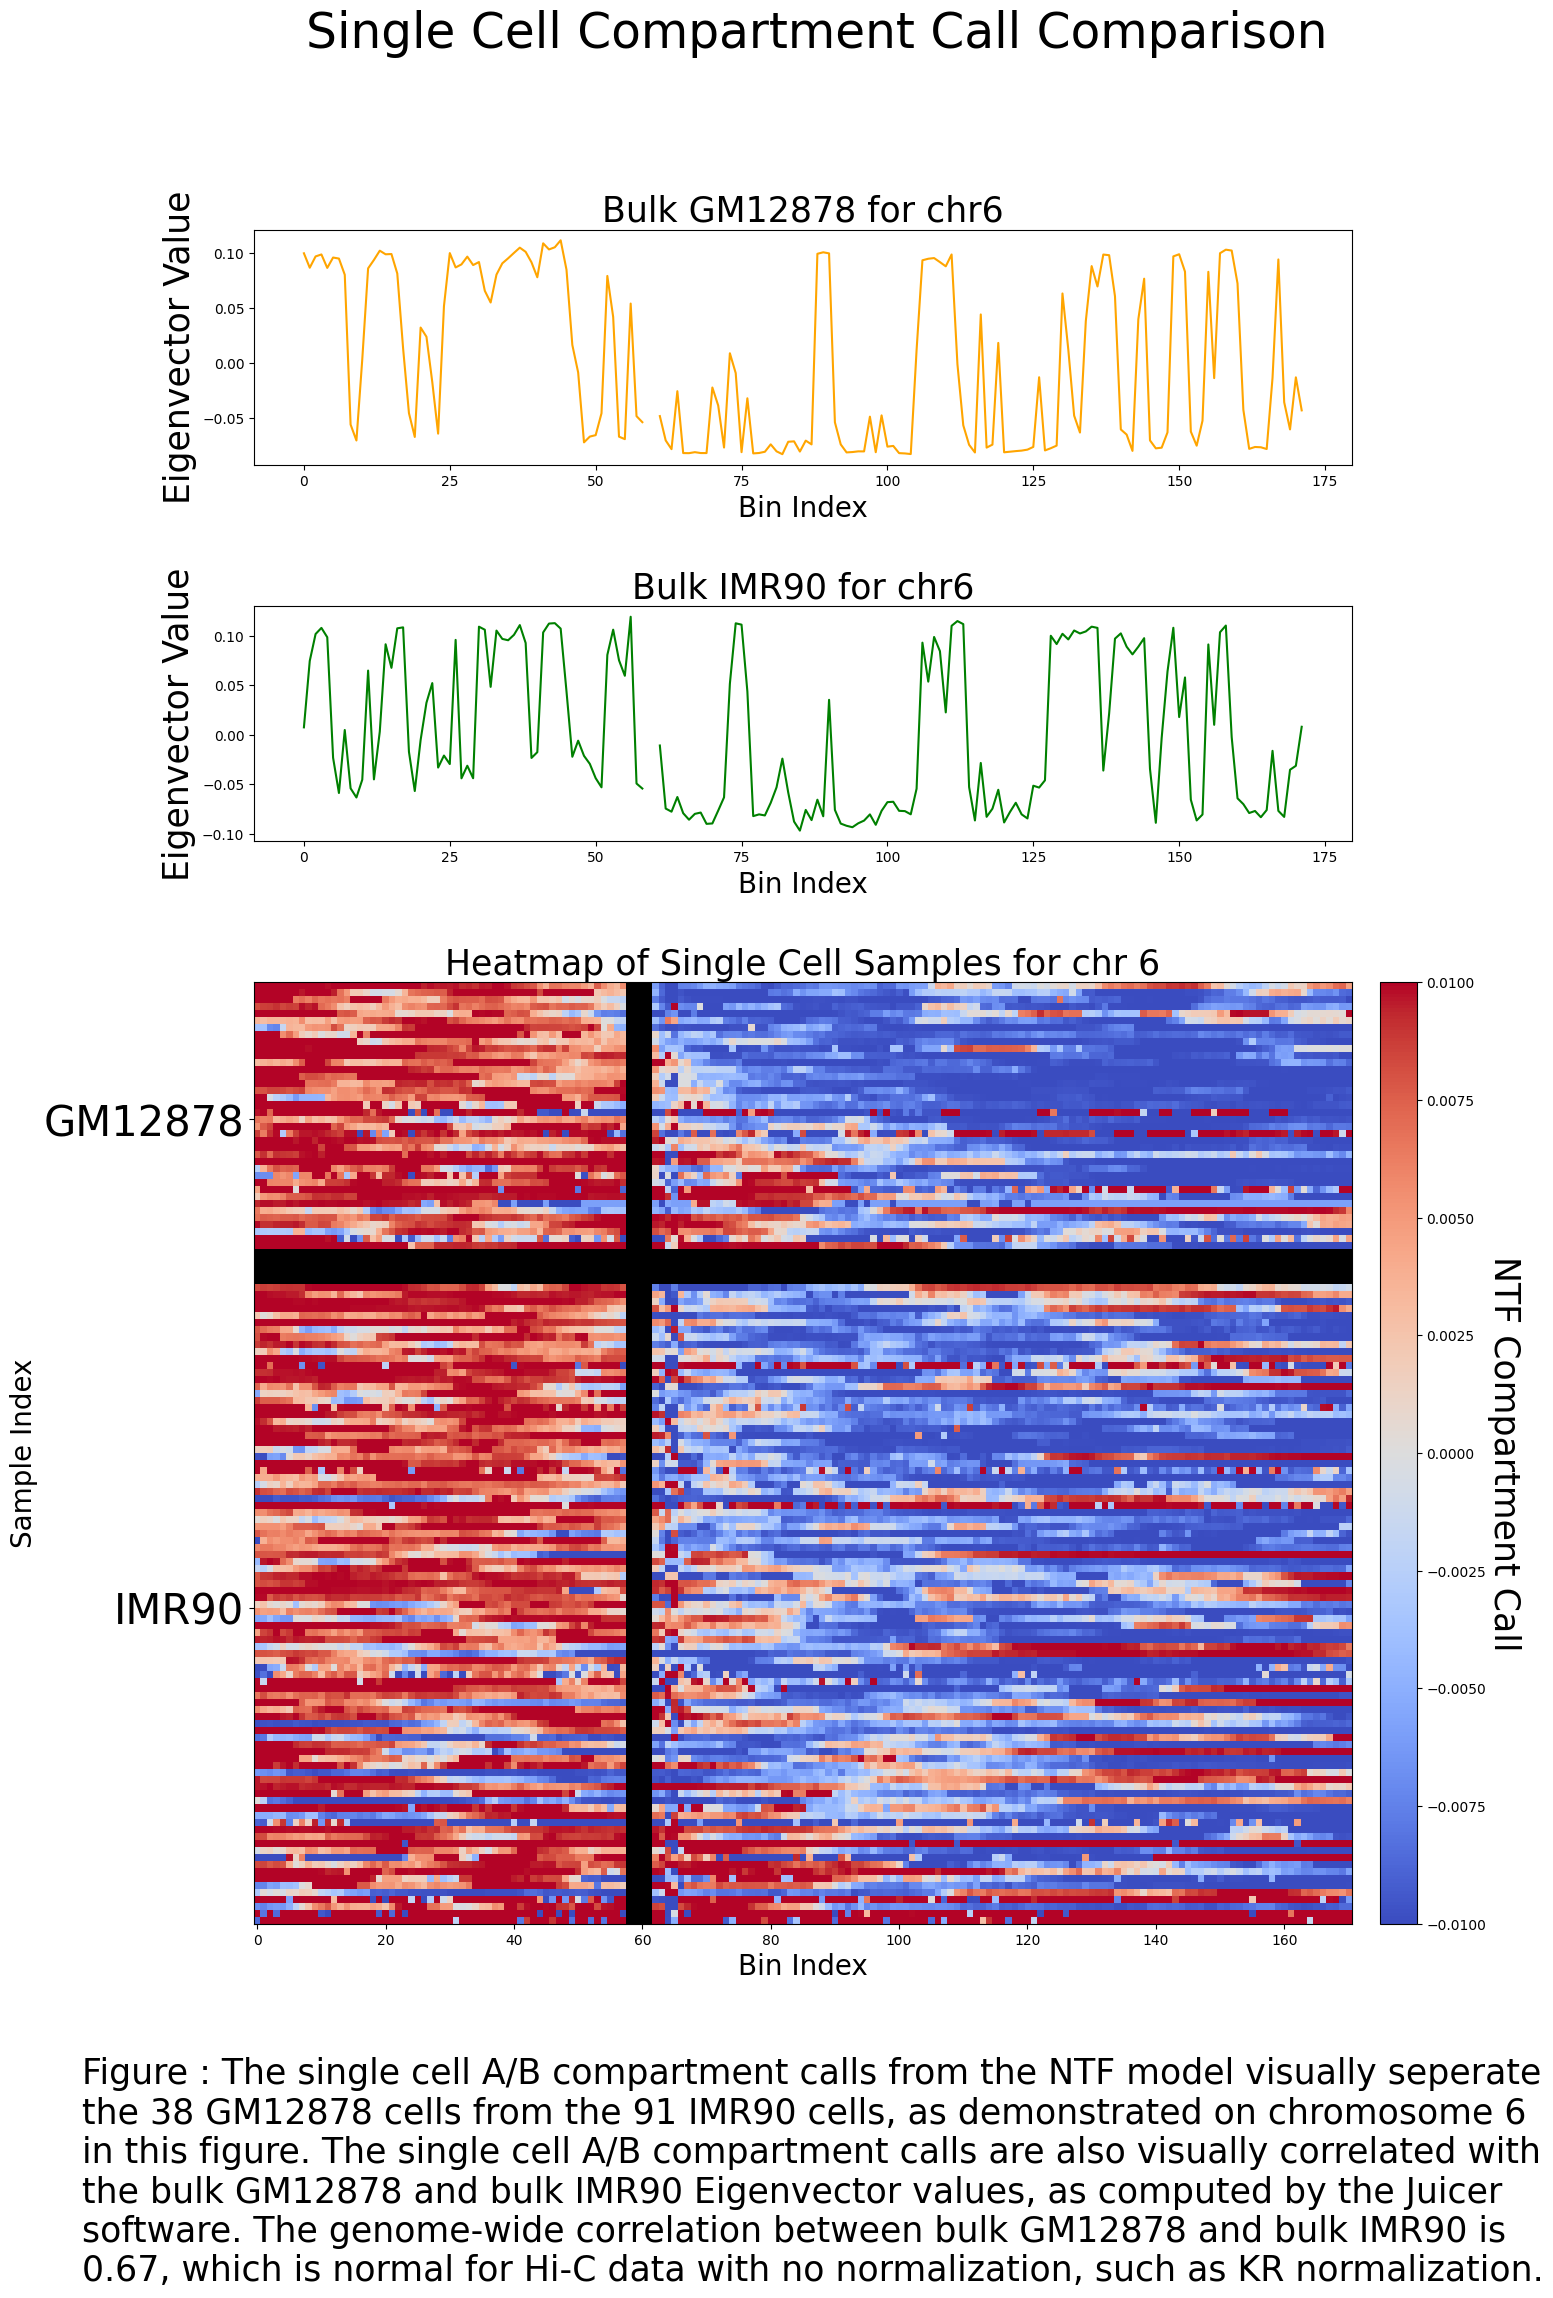 Single Cell Compartment Call Comparison
Bulk GM12878 for chr6
Eigenvector Value
0.10
0.05
0.00
−0.05
0 25 50 75 100 125 150 175
Bin Index
Bulk IMR90 for chr6
Eigenvector Value
0.10
0.05
0.00
−0.05
−0.10
0 25 50 75 100 125 150 175
Bin Index
Heatmap of Single Cell Samples for chr 6
Sample Index
GM12878
IMR90
0 20 40 60 80 100 120 140 160
Bin Index
0.0100
0.0075
0.0050
0.0025
0.0000
−0.0025
−0.0050
−0.0075
−0.0100
NTF Compartment Call
Figure : The single cell A/B compartment calls from the NTF model visually seperate
the 38 GM12878 cells from the 91 IMR90 cells, as demonstrated on chromosome 6
in this figure. The single cell A/B compartment calls are also visually correlated with
the bulk GM12878 and bulk IMR90 Eigenvector values, as computed by the Juicer
software. The genome-wide correlation between bulk GM12878 and bulk IMR90 is
0.67, which is normal for Hi-C data with no normalization, such as KR normalization.